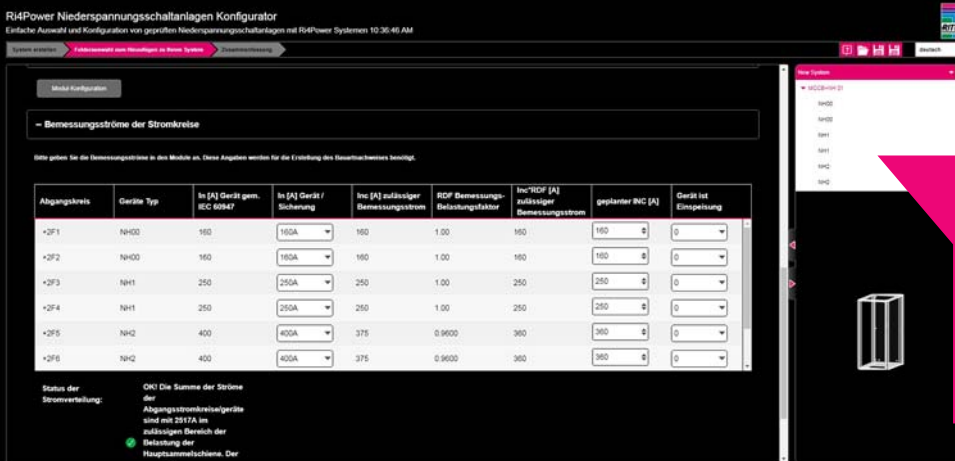 Ri4Power Niederspannungsschaltanlagen Konfigurator
Einfache Auswahl und Konfiguration von geprüften Niederspannungsschaltanlagen mit Ri4Power Systemen 10:36:46 AM
System erstellen Felderauswahl zum Hinzufügen zu Ihrem System Zusammenfassung
deutsch
Modul-Konfiguration
New System
– Bemessungsströme der Stromkreise
NH00
NH00
NH1
NH1
NH2
NH2
Bitte geben Sie die Bemessungsströme in den Module an. Diese Angaben werden für die Erstellung des Bauartnachweises benötigt.
Abgangskreis Geräte Typ In [A] Gerät gem. IEC 60947 In [A] Gerät / Sicherung Inc [A] zulässiger Bemessungsstrom RDF Bemessungs-Belastungsfaktor Inc*RDF [A] zulässiger Bemessungsstrom geplanter INC [A] Gerät ist Einspeisung
+2F1 NH00 160 160A 160 1.00 160 160 0
+2F2 NH00 160 160A 160 1.00 160 160 0
+2F3 NH1 250 250A 250 1.00 250 250 0
+2F4 NH1 250 250A 250 1.00 250 250 0
+2F5 NH2 400 400A 375 0.9600 360 360 0
+2F6 NH2 400 400A 375 0.9600 360 360 0
Status der Stromverteilung:
OK! Die Summe der Ströme
der
Abgangsstromkreise/geräte
sind mit 2517A im
zulässigen Bereich der
Belastung der
Hauptsammelschiene. Der